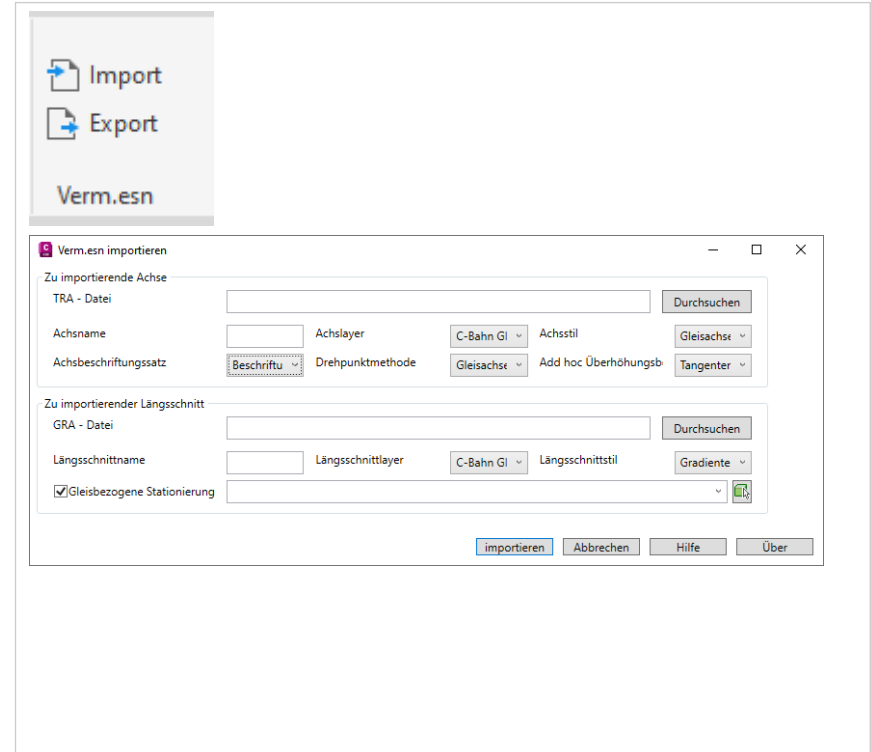 Import
Export
Verm.esn
Verm.esn importieren
Zu importierende Achse
TRA - Datei
Durchsuchen
Achsname
Achslayer
C-Bahn Gl
Achsstil
Gleisachse
Achsbeschriftungssatz
Beschriftu
Drehpunktmethode
Gleisachse
Add hoc Überhöhungsb
Tangenter
Zu importierender Längsschnitt
GRA - Datei
Durchsuchen
Längsschnittname
Längsschnittlayer
C-Bahn Gl
Längsschnittstil
Gradiente
Gleisbezogene Stationierung
importieren
Abbrechen
Hilfe
Über